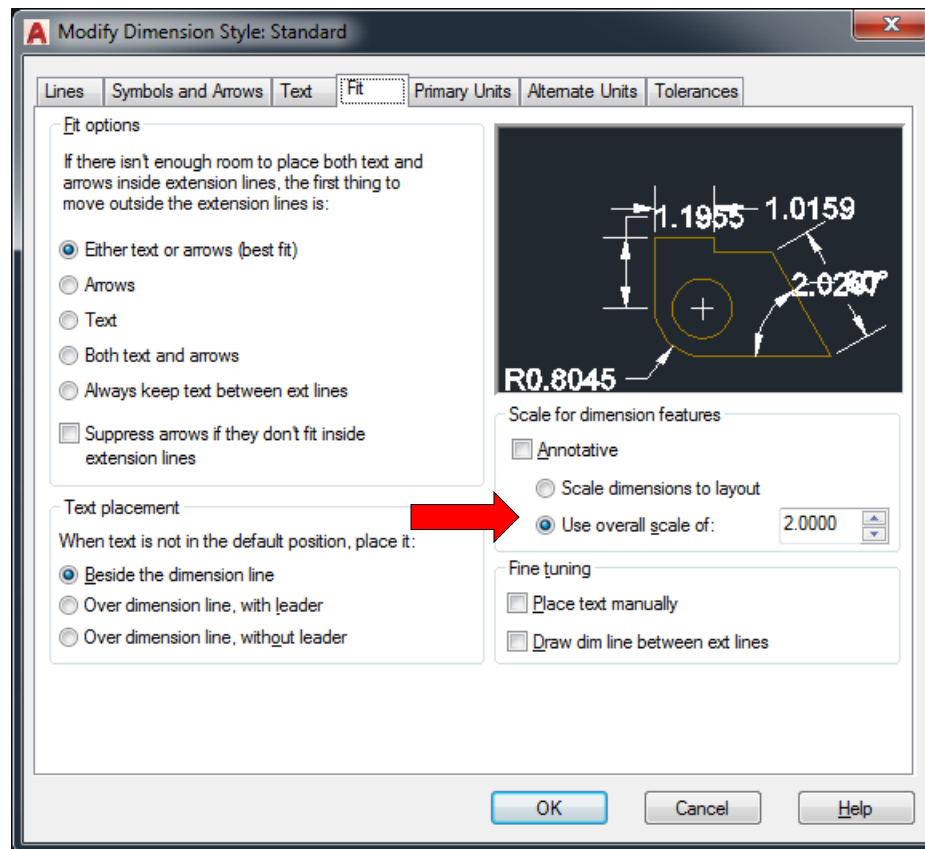 Modify Dimension Style: Standard
Lines Symbols and Arrows Text Fit Primary Units Alternate Units Tolerances
Fit options
If there isn't enough room to place both text and
arrows inside extension lines, the first thing to
move outside the extension lines is:
Either text or arrows (best fit)
Arrows
Text
Both text and arrows
Always keep text between ext lines
Suppress arrows if they don't fit inside
extension lines
Text placement
When text is not in the default position, place it:
Beside the dimension line
Over dimension line, with leader
Over dimension line, without leader
1.1955 1.0159
R0.8045
Scale for dimension features
Annotative
Scale dimensions to layout
Use overall scale of: 2.0000
Fine tuning
Place text manually
Draw dim line between ext lines
OK Cancel Help